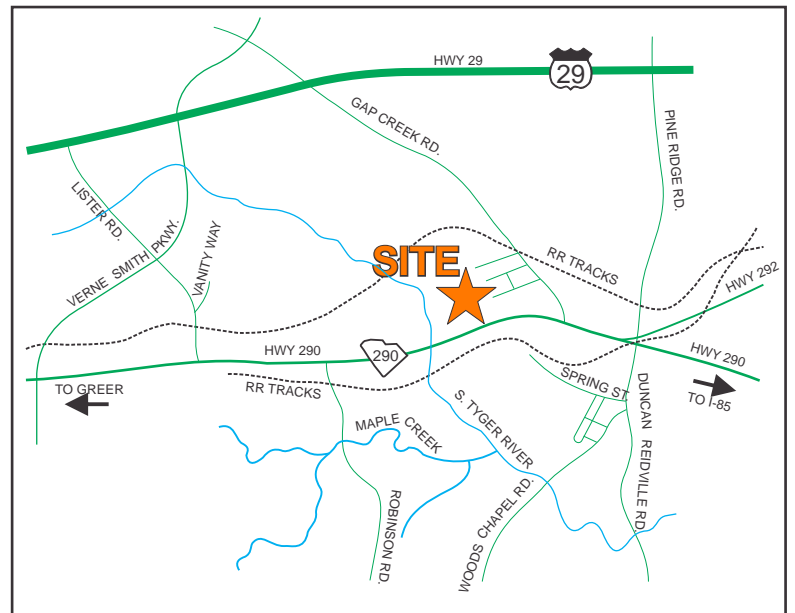 HWY 29
29
GAP CREEK RD.
PINE RIDGE RD.
LISTER RD.
VERNE SMITH PKWY.
VANITY WAY
SITE
RR TRACKS
HWY 292
HWY 290
290
HWY 290
TO GREER
RR TRACKS
SPRING ST.
TO I-85
MAPLE CREEK
S. TYGER RIVER
DUNCAN REIDVILLE RD.
ROBINSON RD.
WOODS CHAPEL RD.